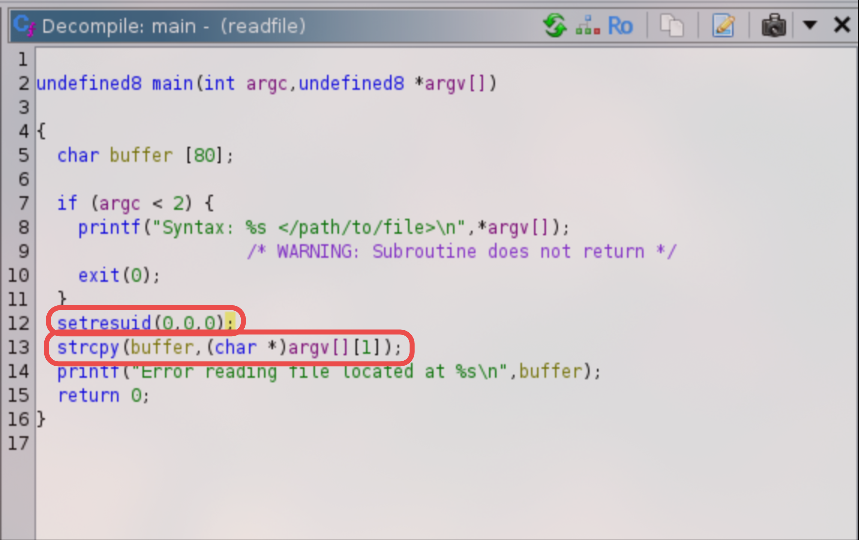 Decompile: main - (readfile)
Ro
1
2 undefined8 main(int argc,undefined8 *argv[])
3
4 {
5 char buffer [80];
6
7 if (argc < 2) {
8 printf("Syntax: %s </path/to/file>\n",*argv[]);
9 /* WARNING: Subroutine does not return */
10 exit(0);
11 }
12 setresuid(0,0,0);
13 strcpy(buffer,(char *)argv[][1]);
14 printf("Error reading file located at %s\n",buffer);
15 return 0;
16 }
17